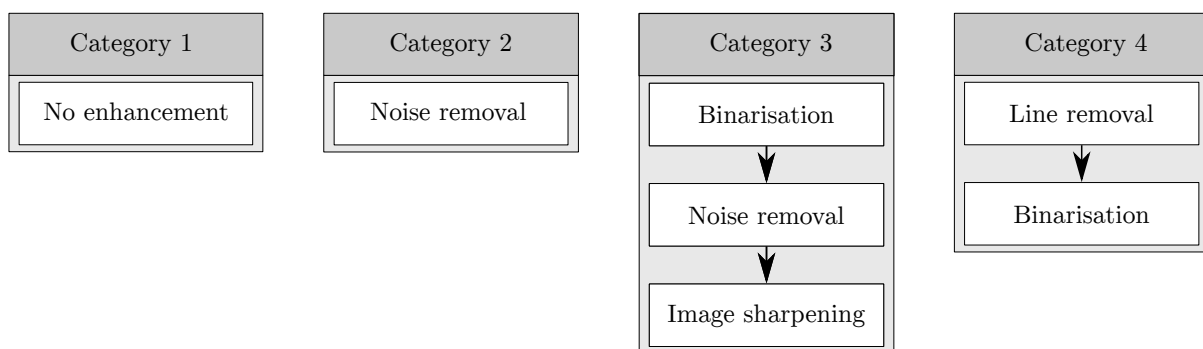 Category 1
No enhancement
Category 2
Noise removal
Category 3
Binarisation
Noise removal
Image sharpening
Category 4
Line removal
Binarisation